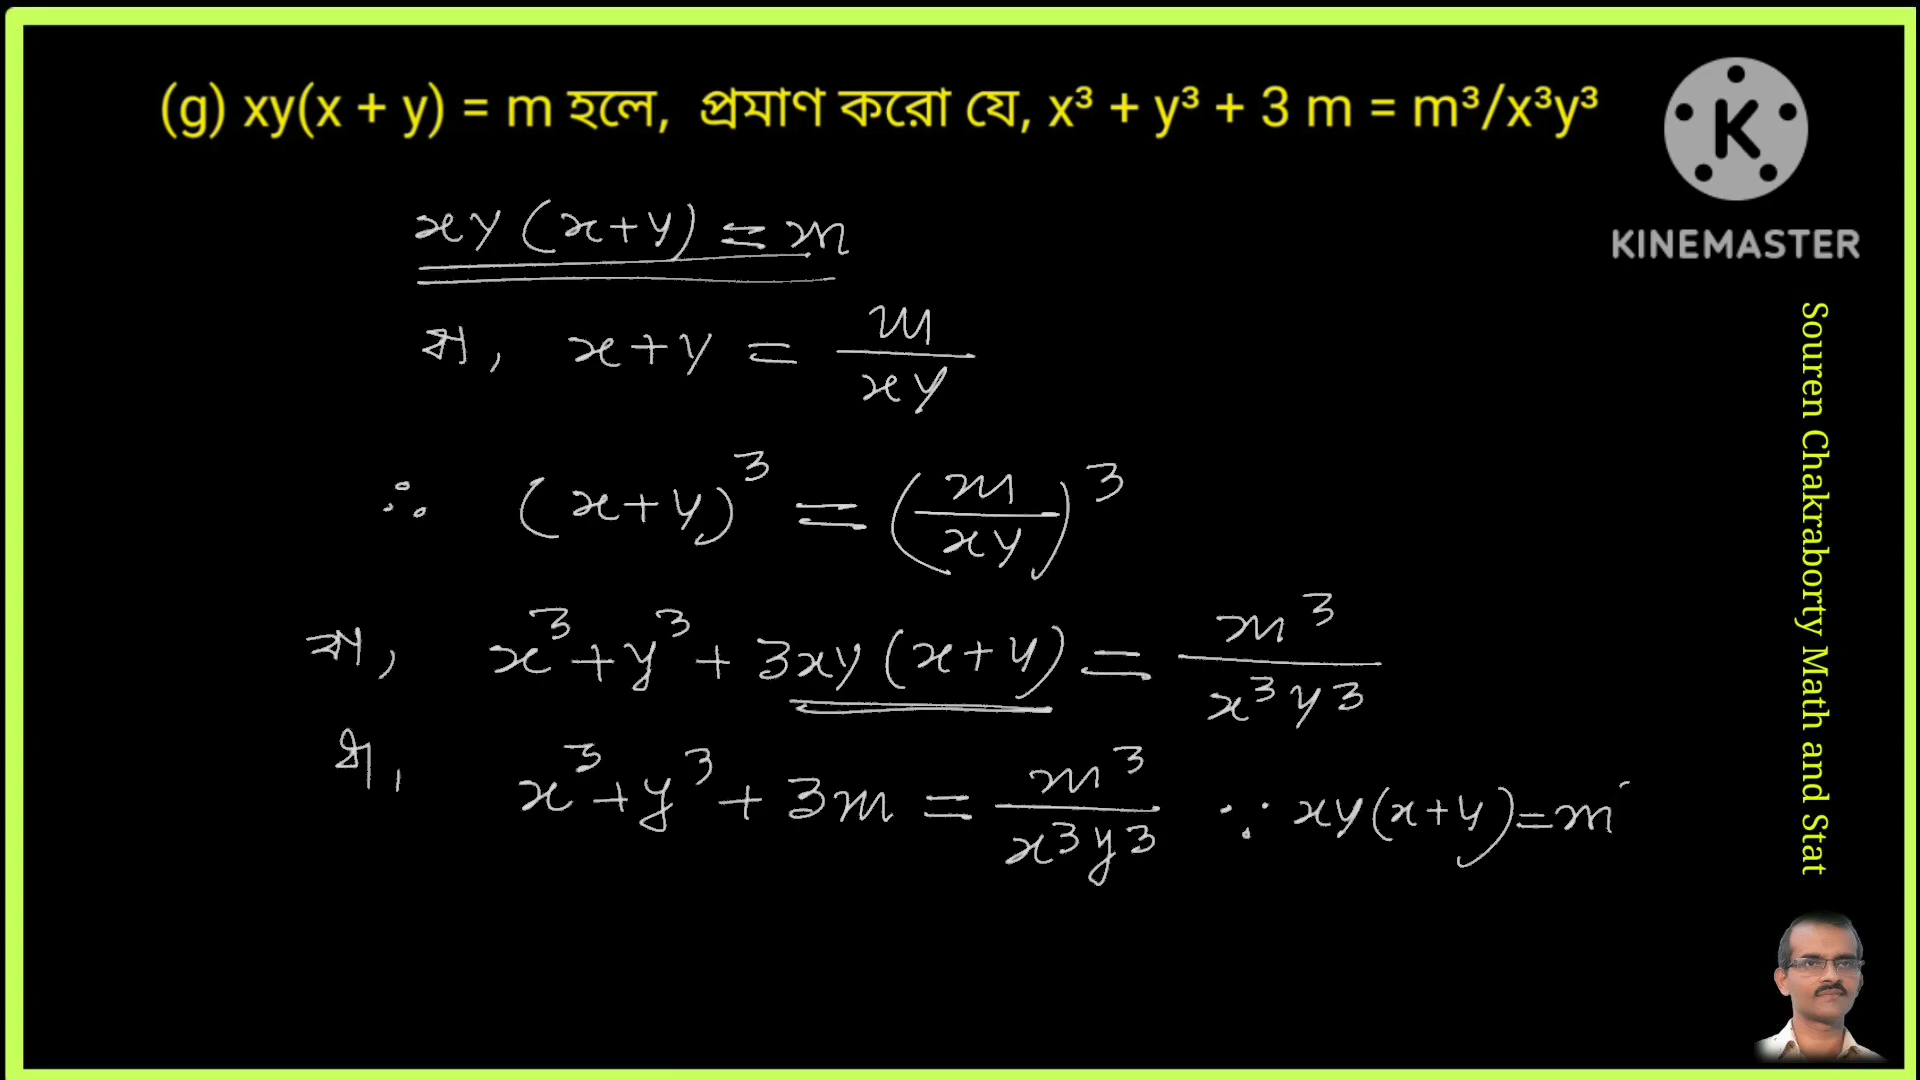 (g) xy(x + y) = m হলে, প্রমাণ করো যে, x³ + y³ + 3 m = m³/x³y³
KINEMASTER
xy (x+y) = m
বা, x+y = m/xy
∴ (x+y)³ = (m/xy)³
বা, x³+y³+3xy(x+y) = m³/x³y³
বা, x³+y³+3m = m³/x³y³ ∵ xy(x+y)=m
Souren Chakraborty Math and Stat